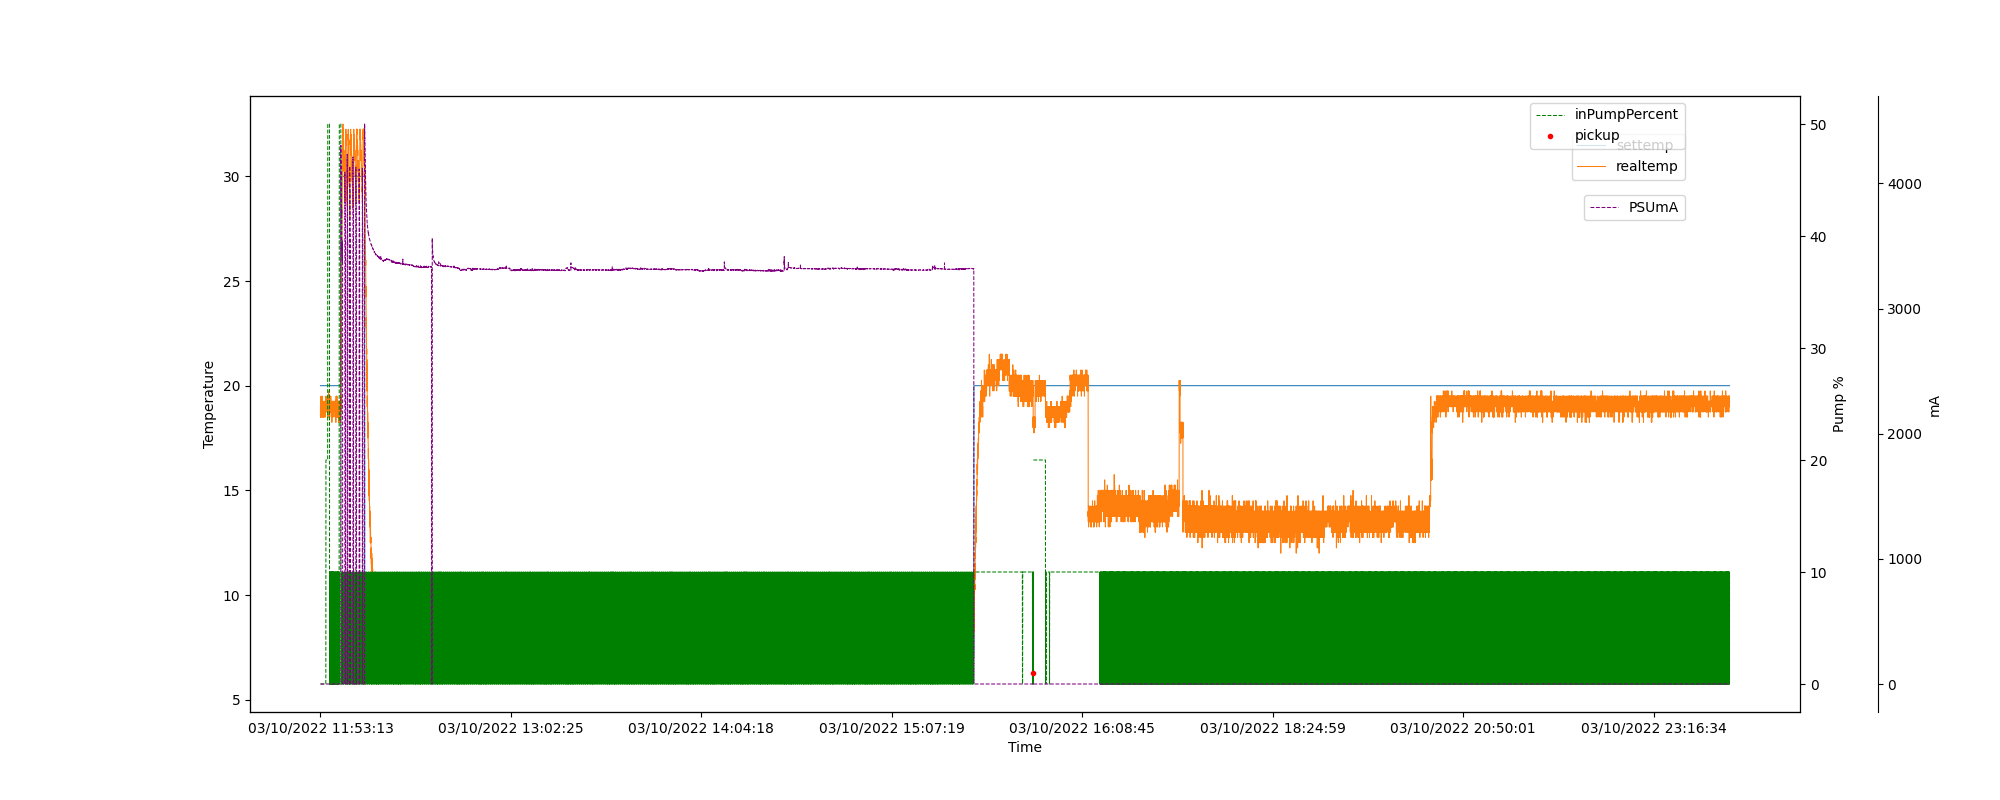 inPumpPercent
pickup
settemp
realtemp
PSUmA
30
25
20
15
10
5
Temperature
50
40
30
20
10
0
Pump %
4000
3000
2000
1000
0
mA
03/10/2022 11:53:13
03/10/2022 13:02:25
03/10/2022 14:04:18
03/10/2022 15:07:19
03/10/2022 16:08:45
03/10/2022 18:24:59
03/10/2022 20:50:01
03/10/2022 23:16:34
Time